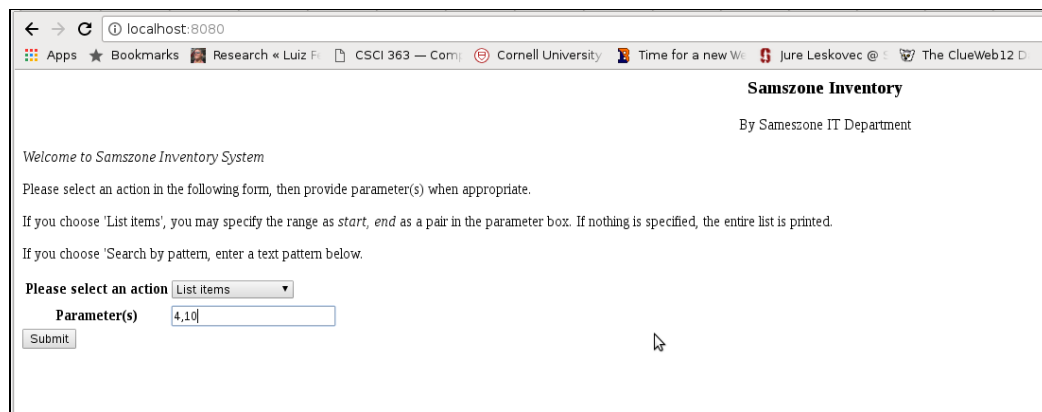 localhost:8080
Apps Bookmarks Research « Luiz CSCI 363 — Com Cornell University Time for a new We Jure Leskovec @ The ClueWeb12 D
Samszone Inventory
By Sameszone IT Department
Welcome to Samszone Inventory System
Please select an action in the following form, then provide parameter(s) when appropriate.
If you choose 'List items', you may specify the range as start, end as a pair in the parameter box. If nothing is specified, the entire list is printed.
If you choose 'Search by pattern, enter a text pattern below.
Please select an action List items
Parameter(s) 4,10
Submit